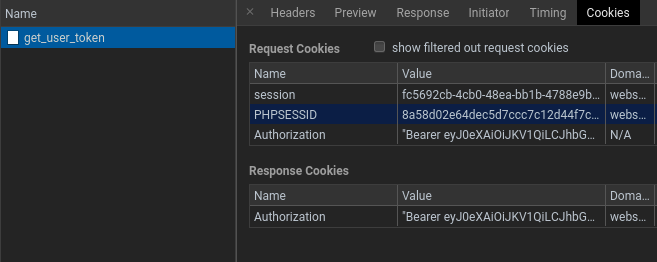 Name
get_user_token
× Headers Preview Response Initiator Timing Cookies
Request Cookies show filtered out request cookies
Name Value Doma...
session fc5692cb-4cb0-48ea-bb1b-4788e9b... webs...
PHPSESSID 8a58d02e64dec5d7ccc7c12d44f7c... webs...
Authorization "Bearer eyJ0eXAiOiJKV1QiLCJhbG... N/A
Response Cookies
Name Value Doma...
Authorization "Bearer eyJ0eXAiOiJKV1QiLCJhbG... webs...